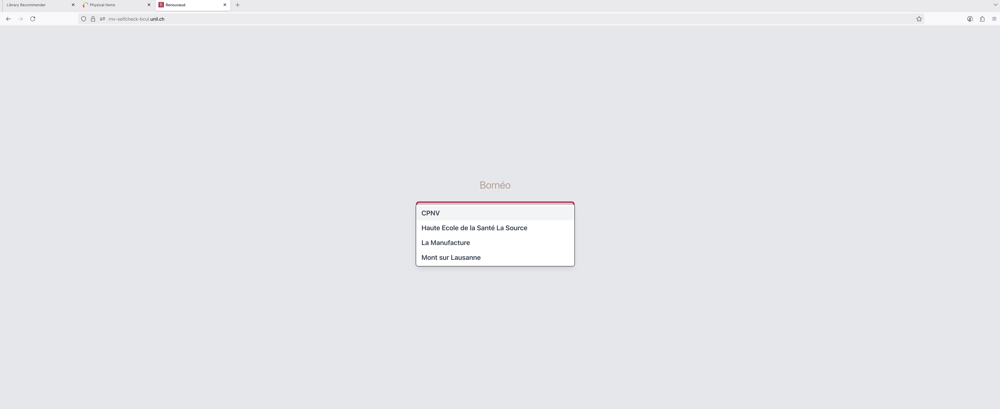 Library Recommender
Physical Items
R Renouvaud
rnv-selfcheck-bcul.unil.ch
Bornéo
CPNV
Haute Ecole de la Santé La Source
La Manufacture
Mont sur Lausanne